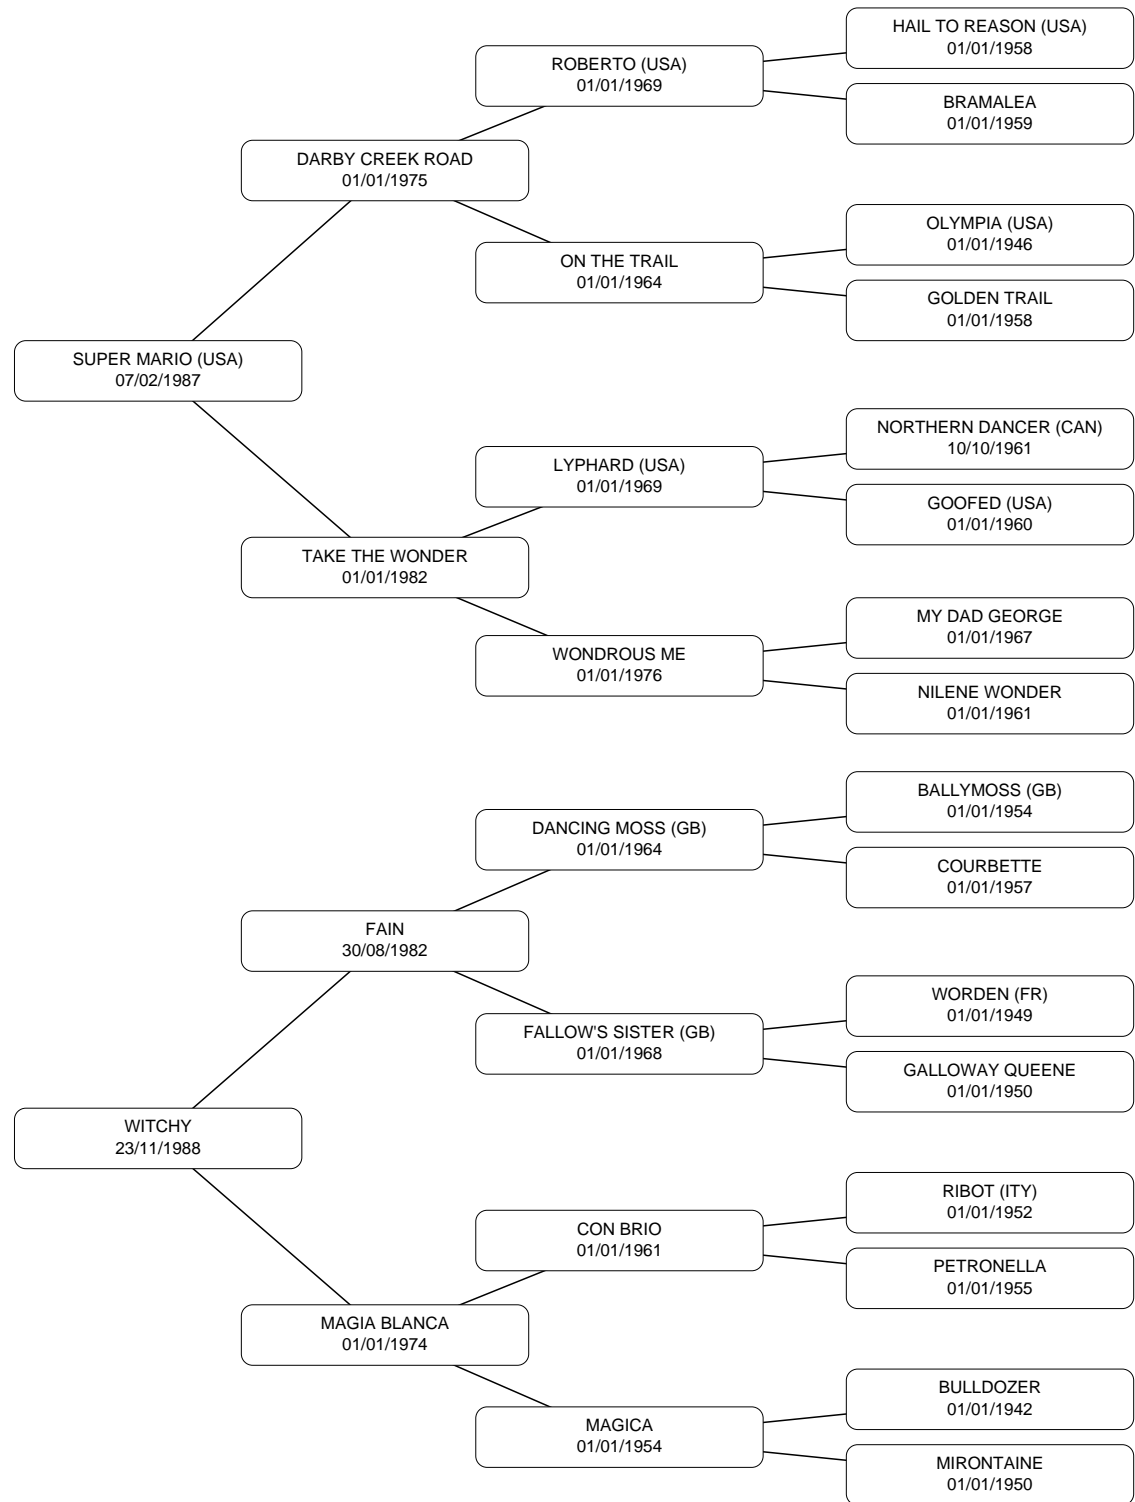 HAIL TO REASON (USA)
01/01/1958
ROBERTO (USA)
01/01/1969
BRAMALEA
01/01/1959
DARBY CREEK ROAD
01/01/1975
OLYMPIA (USA)
01/01/1946
ON THE TRAIL
01/01/1964
GOLDEN TRAIL
01/01/1958
SUPER MARIO (USA)
07/02/1987
NORTHERN DANCER (CAN)
10/10/1961
LYPHARD (USA)
01/01/1969
GOOFED (USA)
01/01/1960
TAKE THE WONDER
01/01/1982
MY DAD GEORGE
01/01/1967
WONDROUS ME
01/01/1976
NILENE WONDER
01/01/1961
BALLYMOSS (GB)
01/01/1954
DANCING MOSS (GB)
01/01/1964
COURBETTE
01/01/1957
FAIN
30/08/1982
WORDEN (FR)
01/01/1949
FALLOW'S SISTER (GB)
01/01/1968
GALLOWAY QUEENE
01/01/1950
WITCHY
23/11/1988
RIBOT (ITY)
01/01/1952
CON BRIO
01/01/1961
PETRONELLA
01/01/1955
MAGIA BLANCA
01/01/1974
BULLDOZER
01/01/1942
MAGICA
01/01/1954
MIRONTAINE
01/01/1950